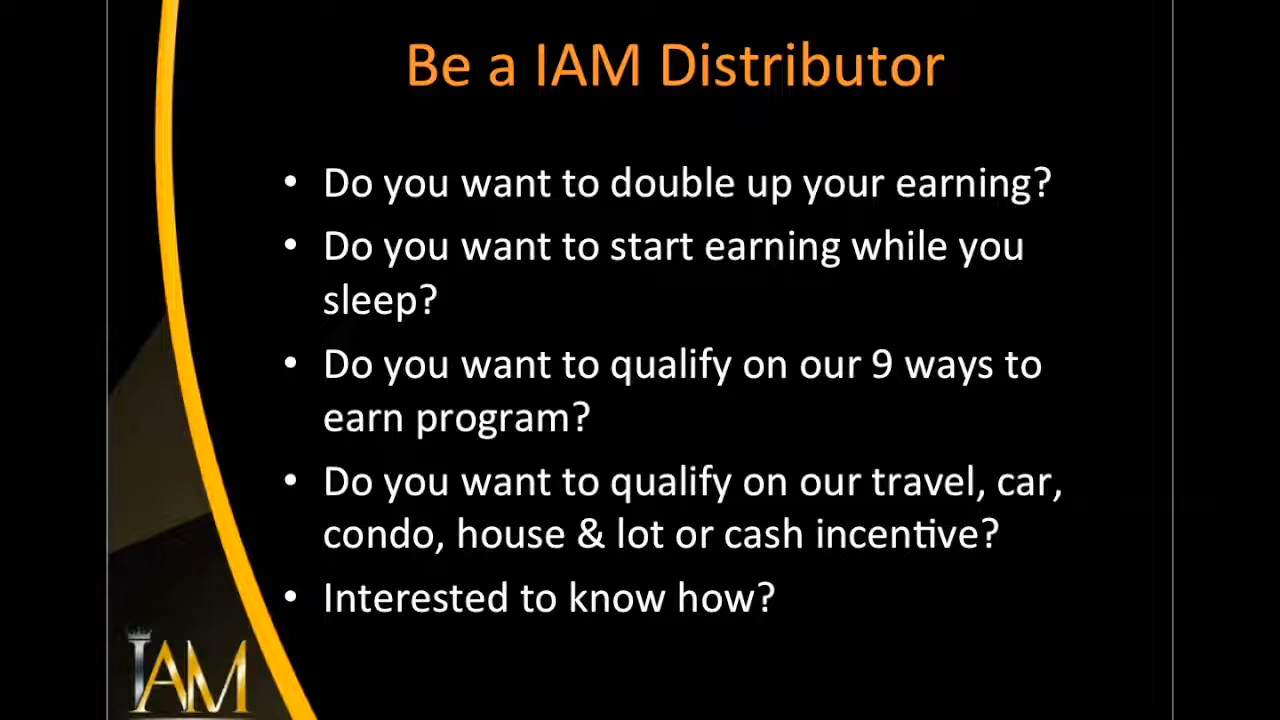 Be a IAM Distributor
• Do you want to double up your earning?
• Do you want to start earning while you
sleep?
• Do you want to qualify on our 9 ways to
earn program?
• Do you want to qualify on our travel, car,
condo, house & lot or cash incentive?
• Interested to know how?
IAM